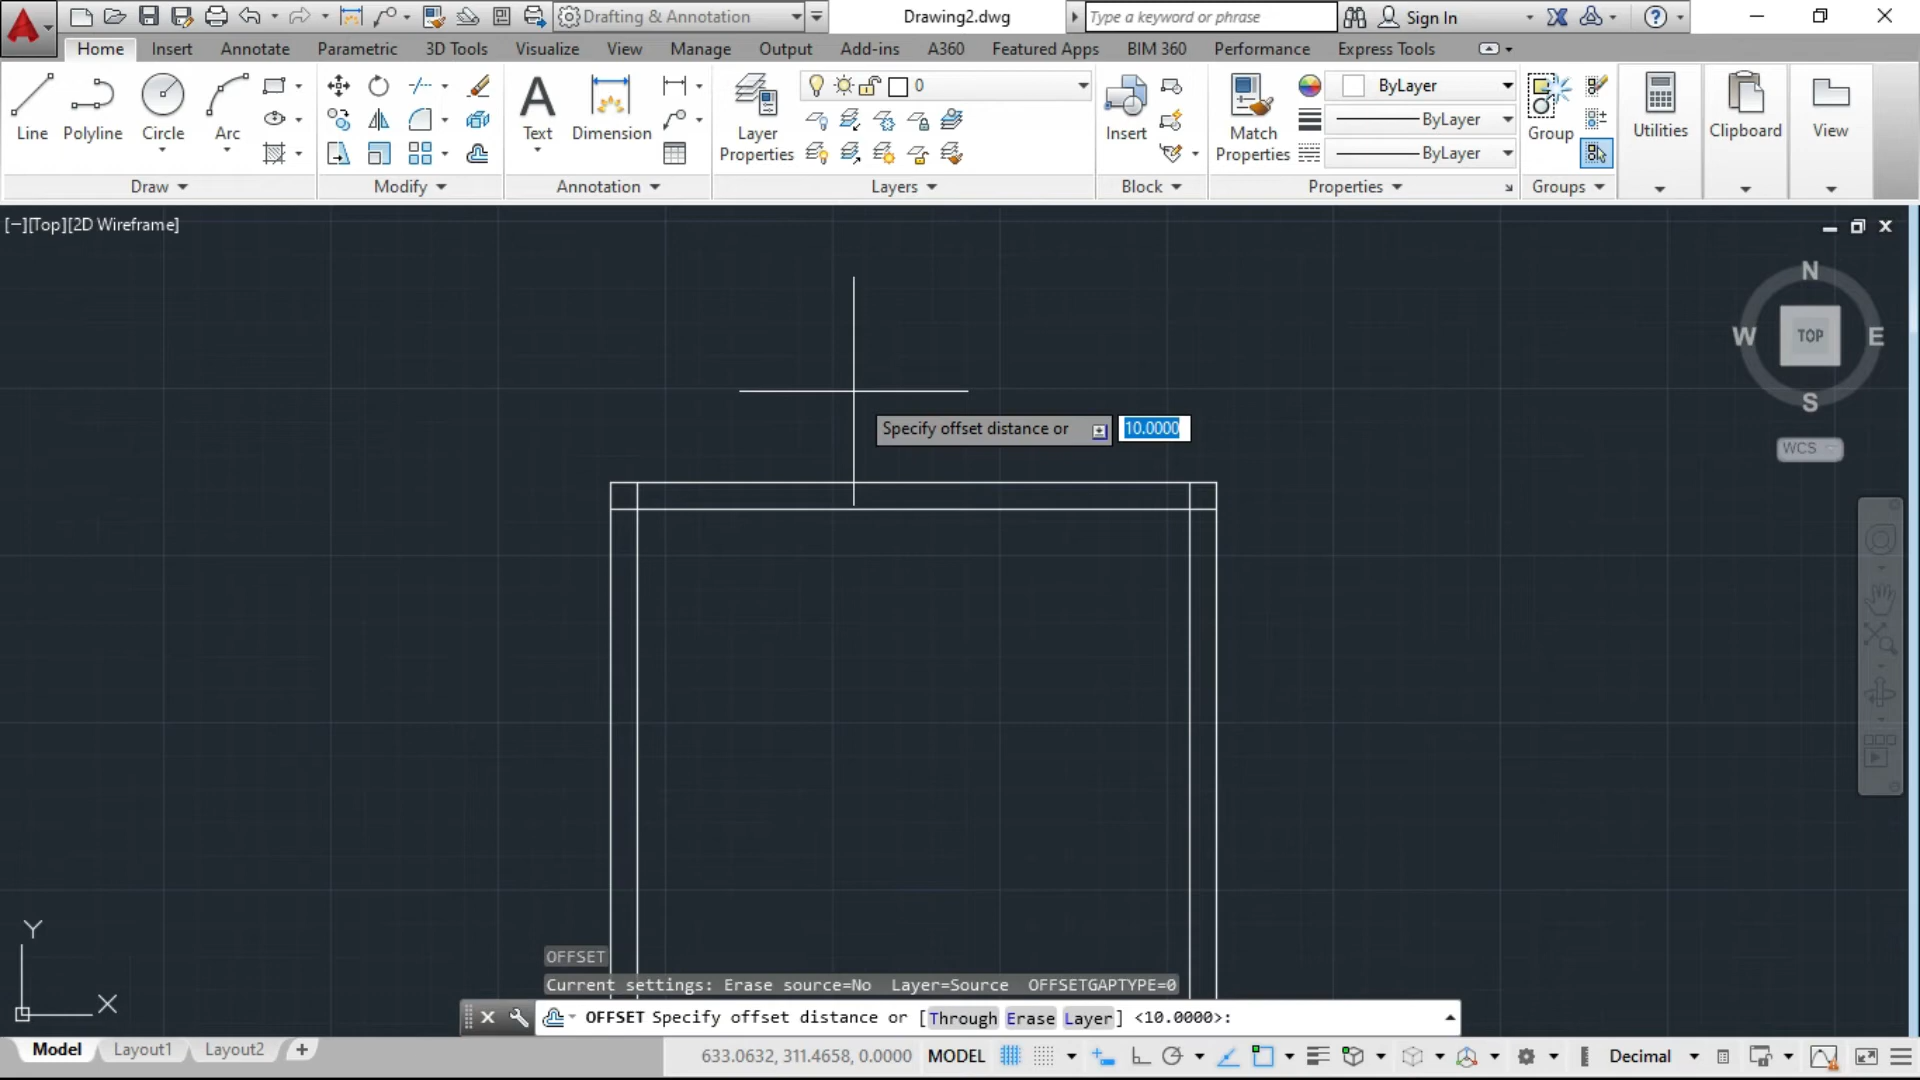 Drafting & Annotation
Drawing2.dwg
Type a keyword or phrase
Sign In
Home Insert Annotate Parametric 3D Tools Visualize View Manage Output Add-ins A360 Featured Apps BIM 360 Performance Express Tools
0
ByLayer
ByLayer
ByLayer
Line Polyline Circle Arc
A
Text Dimension
Layer Properties
Insert
Match Properties
Group
Utilities Clipboard View
Draw Modify Annotation Layers Block Properties Groups
[−][Top][2D Wireframe]
N
W TOP E
S
WCS
Specify offset distance or 10.0000
Y
X
OFFSET
Current settings: Erase source=No Layer=Source OFFSETGAPTYPE=0
OFFSET Specify offset distance or [Through Erase Layer] <10.0000>:
Model Layout1 Layout2 +
633.0632, 311.4658, 0.0000 MODEL Decimal